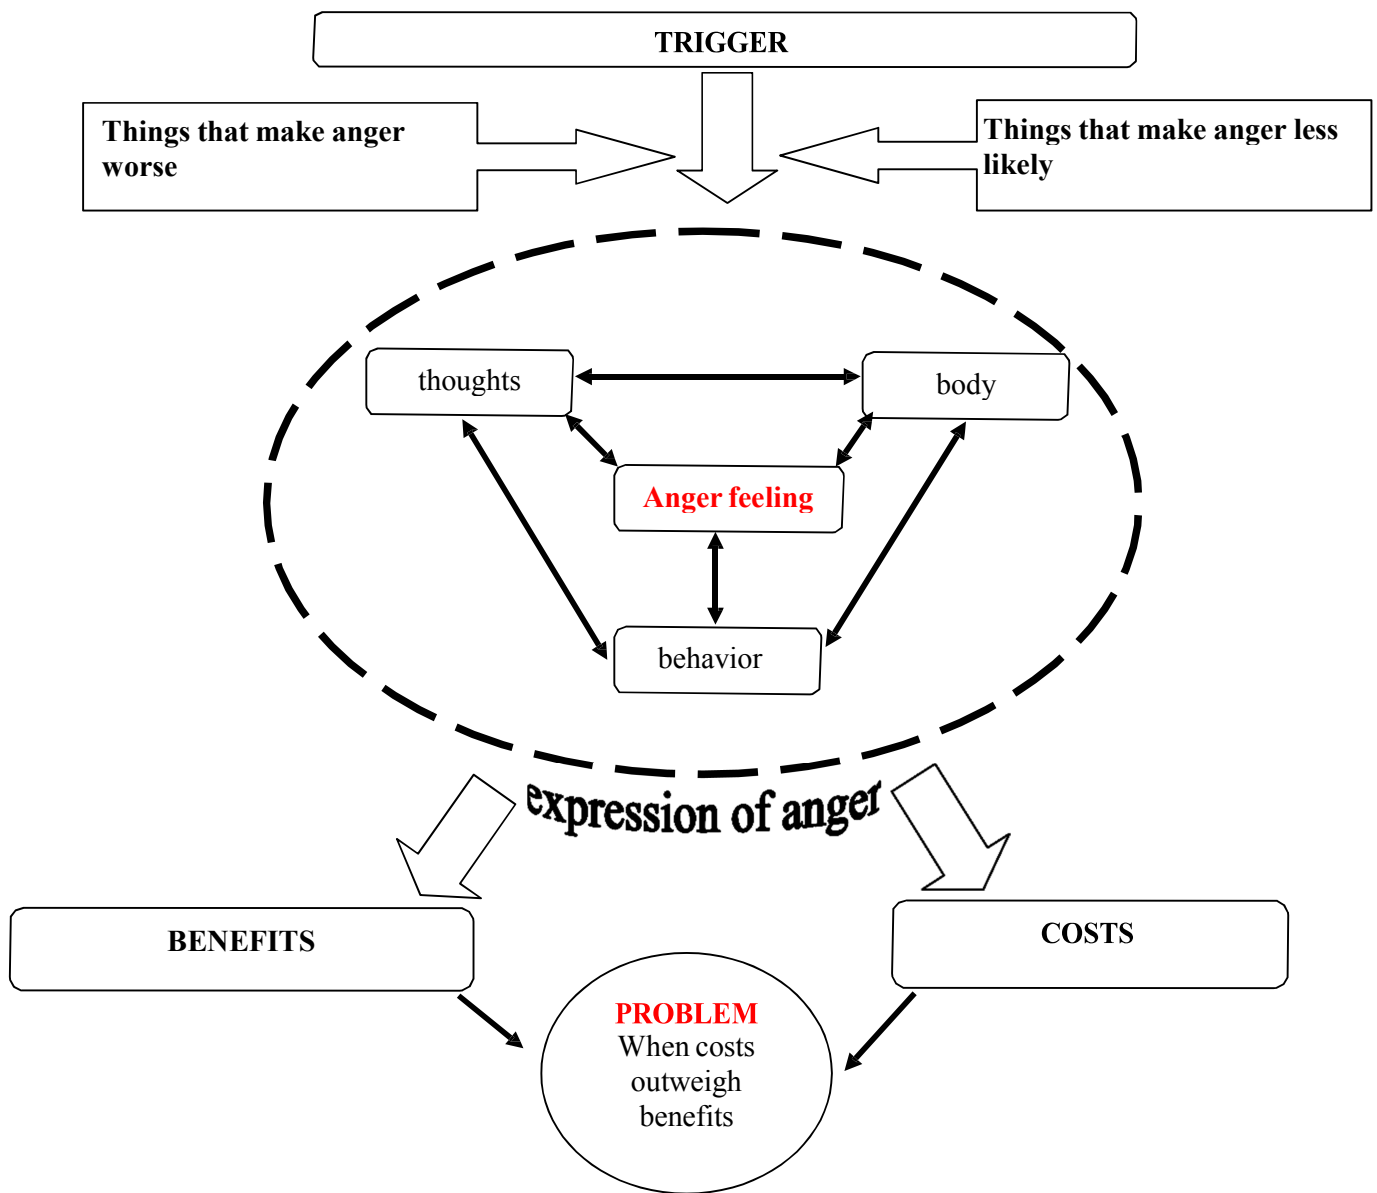 TRIGGER
Things that make anger
worse
Things that make anger less
likely
thoughts
body
Anger feeling
behavior
expression of anger
BENEFITS
COSTS
PROBLEM
When costs
outweigh
benefits